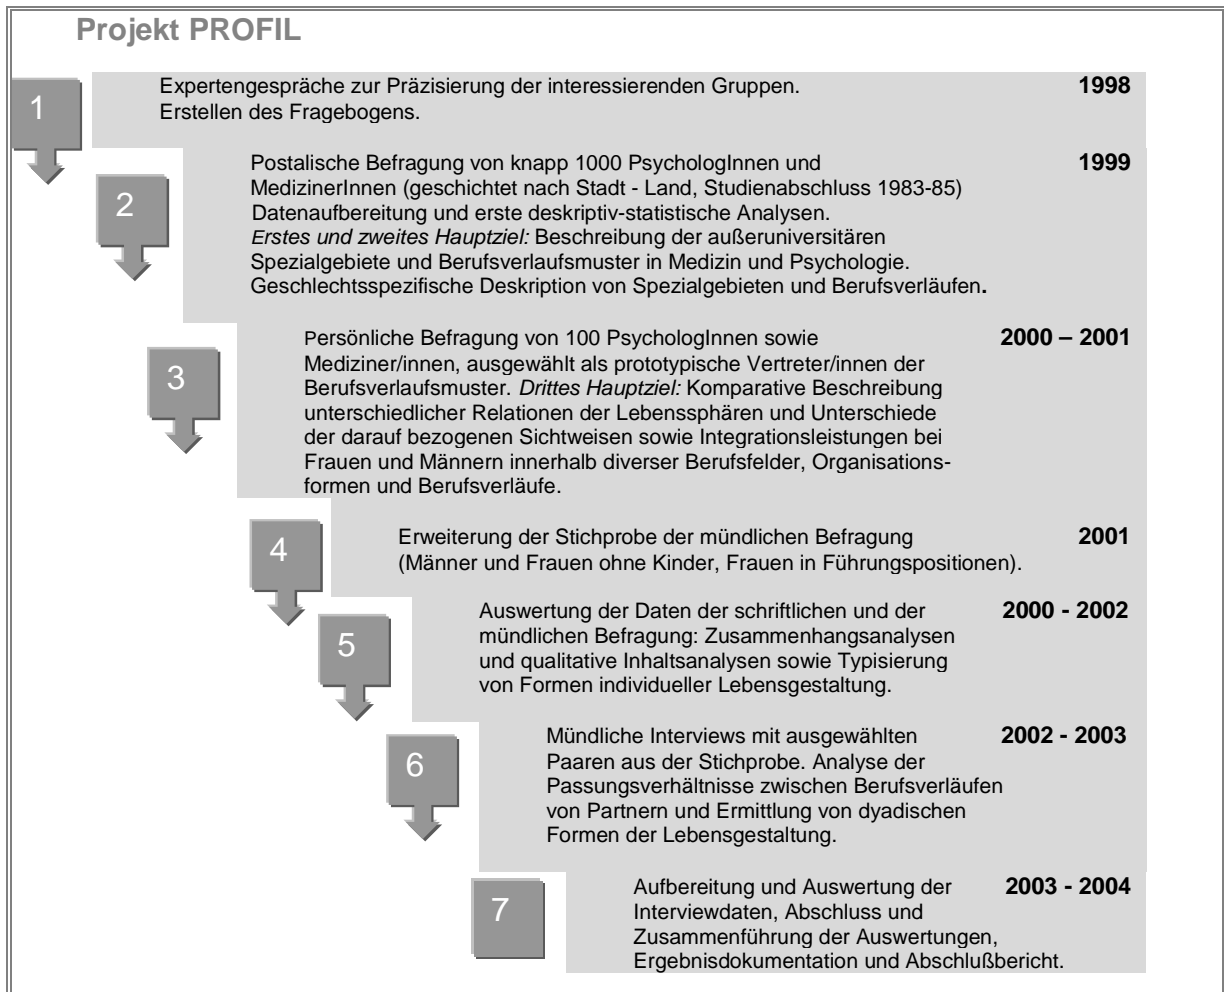 Projekt PROFIL
1
Expertengespräche zur Präzisierung der interessierenden Gruppen. 1998
Erstellen des Fragebogens.
2
Postalische Befragung von knapp 1000 PsychologInnen und 1999
MedizinerInnen (geschichtet nach Stadt - Land, Studienabschluss 1983-85)
Datenaufbereitung und erste deskriptiv-statistische Analysen.
Erstes und zweites Hauptziel: Beschreibung der außeruniversitären
Spezialgebiete und Berufsverlaufsmuster in Medizin und Psychologie.
Geschlechtsspezifische Deskription von Spezialgebieten und Berufsverläufen.
3
Persönliche Befragung von 100 PsychologInnen sowie 2000 – 2001
Mediziner/innen, ausgewählt als prototypische Vertreter/innen der
Berufsverlaufsmuster. Drittes Hauptziel: Komparative Beschreibung
unterschiedlicher Relationen der Lebenssphären und Unterschiede
der darauf bezogenen Sichtweisen sowie Integrationsleistungen bei
Frauen und Männern innerhalb diverser Berufsfelder, Organisations-
formen und Berufsverläufe.
4
Erweiterung der Stichprobe der mündlichen Befragung 2001
(Männer und Frauen ohne Kinder, Frauen in Führungspositionen).
5
Auswertung der Daten der schriftlichen und der 2000 - 2002
mündlichen Befragung: Zusammenhangsanalysen
und qualitative Inhaltsanalysen sowie Typisierung
von Formen individueller Lebensgestaltung.
6
Mündliche Interviews mit ausgewählten 2002 - 2003
Paaren aus der Stichprobe. Analyse der
Passungsverhältnisse zwischen Berufsverläufen
von Partnern und Ermittlung von dyadischen
Formen der Lebensgestaltung.
7
Aufbereitung und Auswertung der 2003 - 2004
Interviewdaten, Abschluss und
Zusammenführung der Auswertungen,
Ergebnisdokumentation und Abschlußbericht.